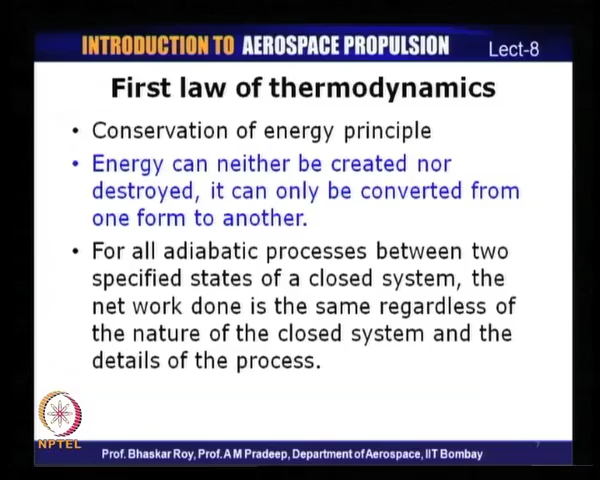 INTRODUCTION TO AEROSPACE PROPULSION Lect-8
First law of thermodynamics
• Conservation of energy principle
• Energy can neither be created nor
destroyed, it can only be converted from
one form to another.
• For all adiabatic processes between two
specified states of a closed system, the
net work done is the same regardless of
the nature of the closed system and the
details of the process.
NPTEL
7
Prof. Bhaskar Roy, Prof. A M Pradeep, Department of Aerospace, IIT Bombay